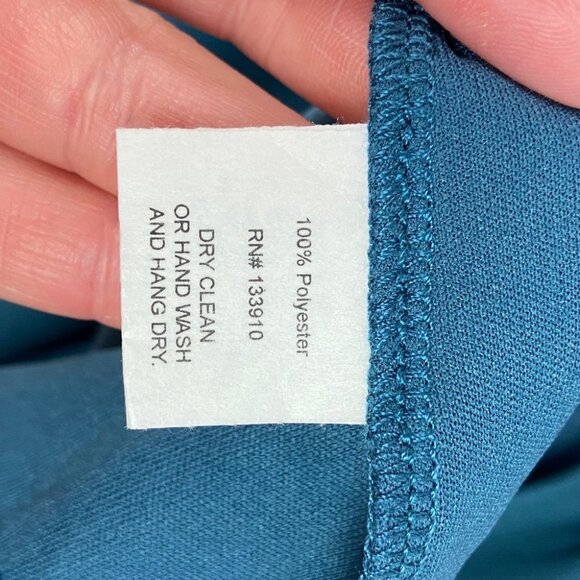 100% Polyester
RN# 133910
DRY CLEAN
OR HAND WASH
AND HANG DRY.